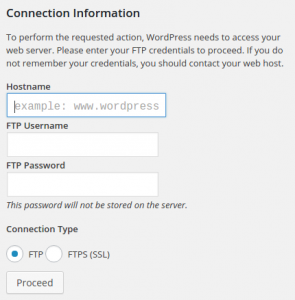 Connection Information
To perform the requested action, WordPress needs to access your
web server. Please enter your FTP credentials to proceed. If you do
not remember your credentials, you should contact your web host.
Hostname
example: www.wordpress
FTP Username
FTP Password
This password will not be stored on the server.
Connection Type
FTP FTPS (SSL)
Proceed